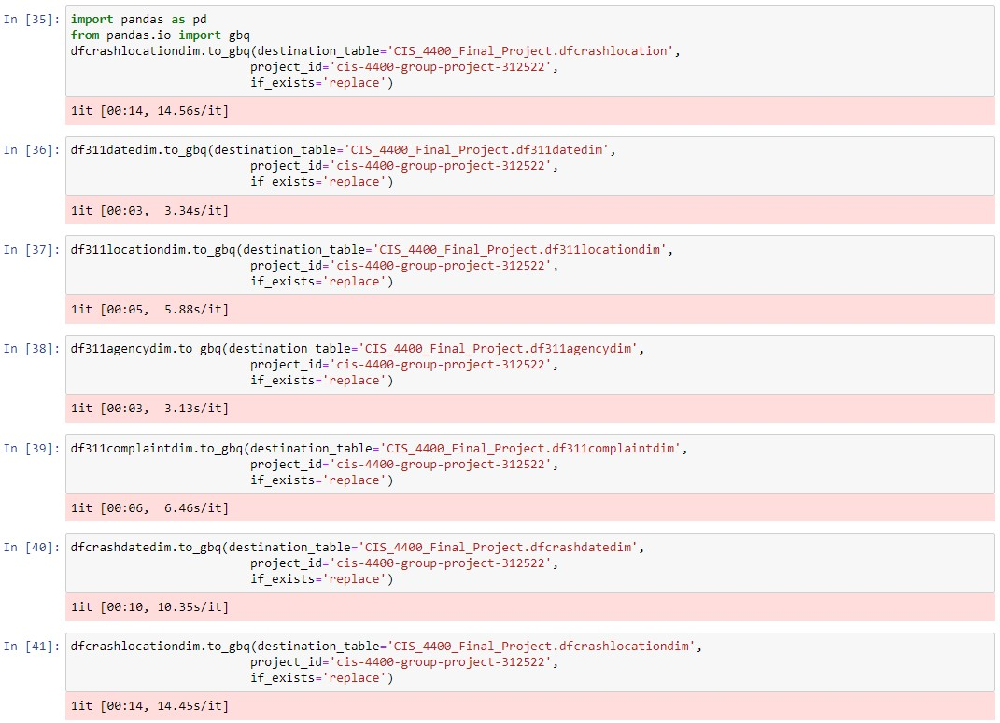 In [35]: import pandas as pd
from pandas.io import gbq
dfcrashlocationdim.to_gbq(destination_table='CIS_4400_Final_Project.dfcrashlocation',
project_id='cis-4400-group-project-312522',
if_exists='replace')
1it [00:14, 14.56s/it]
In [36]: df311datedim.to_gbq(destination_table='CIS_4400_Final_Project.df311datedim',
project_id='cis-4400-group-project-312522',
if_exists='replace')
1it [00:03,  3.34s/it]
In [37]: df311locationdim.to_gbq(destination_table='CIS_4400_Final_Project.df311locationdim',
project_id='cis-4400-group-project-312522',
if_exists='replace')
1it [00:05,  5.88s/it]
In [38]: df311agencydim.to_gbq(destination_table='CIS_4400_Final_Project.df311agencydim',
project_id='cis-4400-group-project-312522',
if_exists='replace')
1it [00:03,  3.13s/it]
In [39]: df311complaintdim.to_gbq(destination_table='CIS_4400_Final_Project.df311complaintdim',
project_id='cis-4400-group-project-312522',
if_exists='replace')
1it [00:06,  6.46s/it]
In [40]: dfcrashdatedim.to_gbq(destination_table='CIS_4400_Final_Project.dfcrashdatedim',
project_id='cis-4400-group-project-312522',
if_exists='replace')
1it [00:10, 10.35s/it]
In [41]: dfcrashlocationdim.to_gbq(destination_table='CIS_4400_Final_Project.dfcrashlocationdim',
project_id='cis-4400-group-project-312522',
if_exists='replace')
1it [00:14, 14.45s/it]